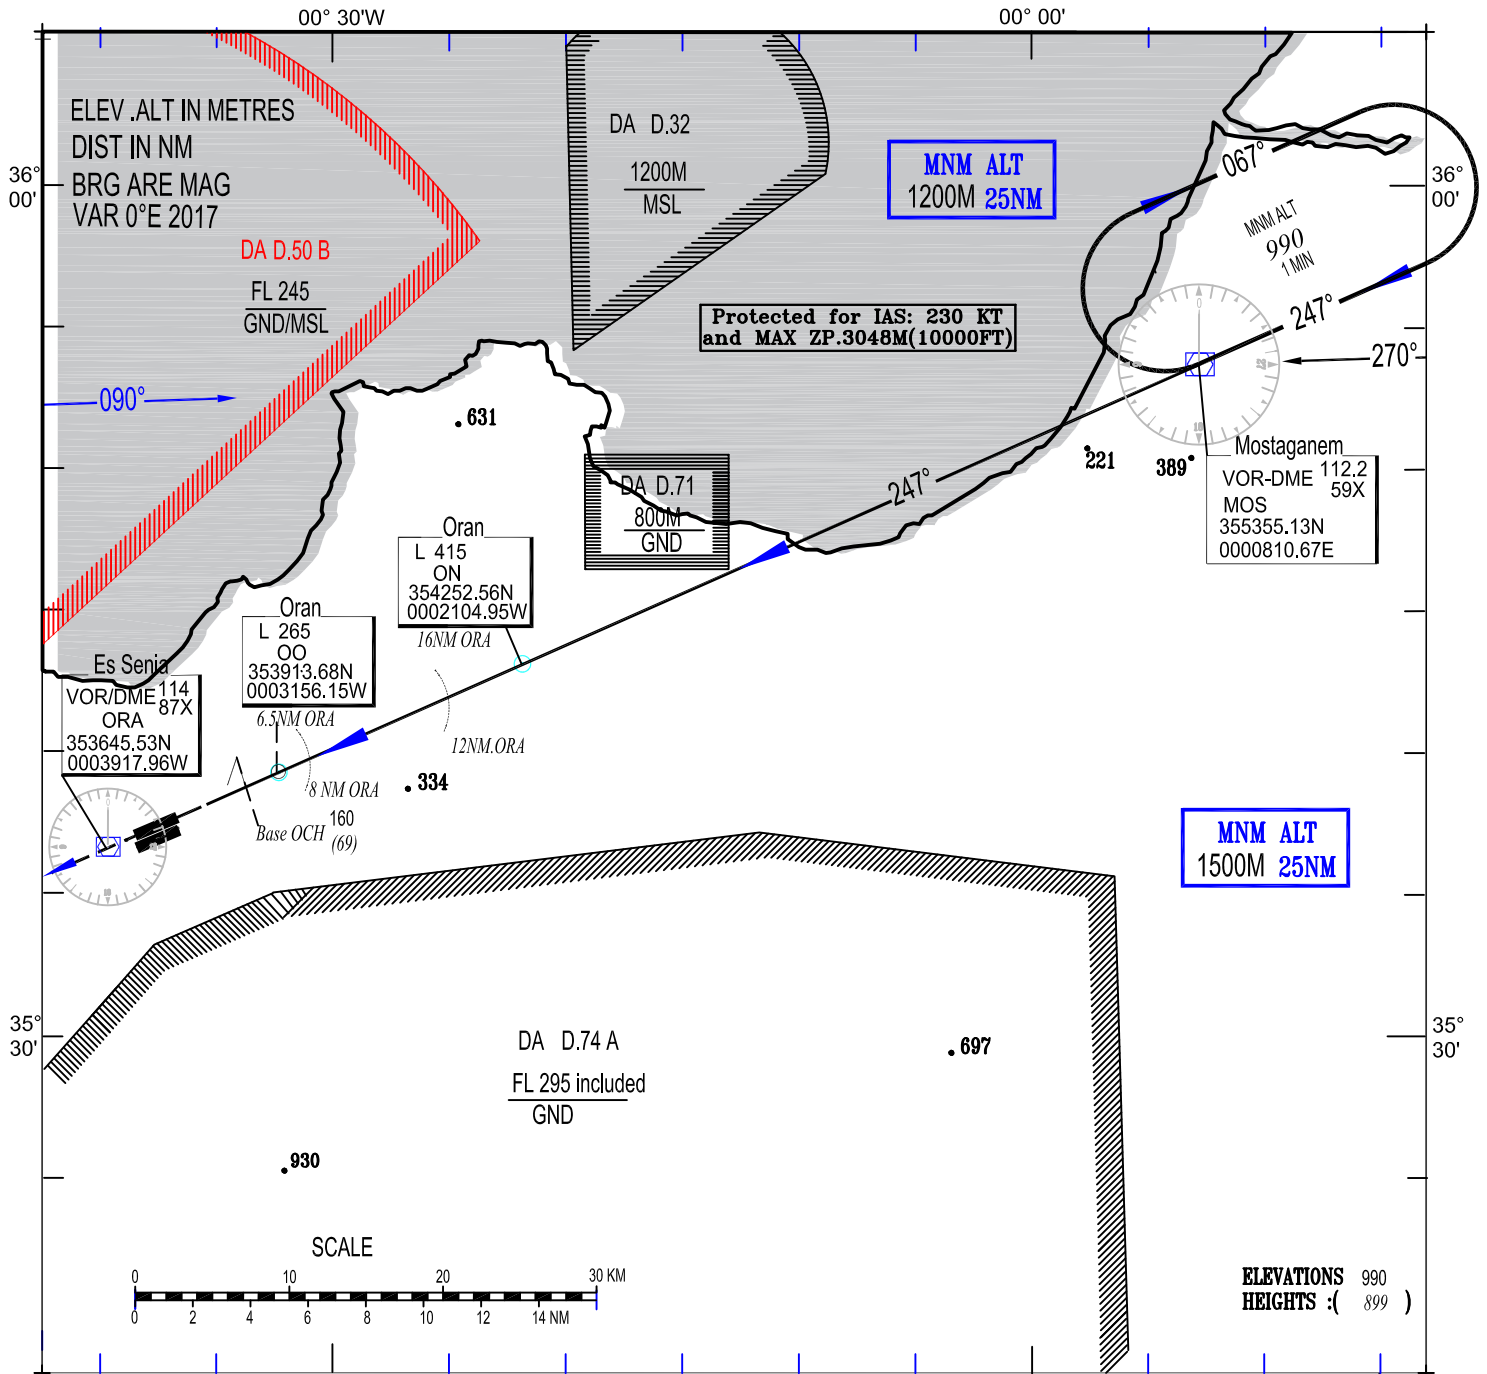 00° 30'W
00° 00'
ELEV .ALT IN METRES
DIST IN NM
BRG ARE MAG
VAR 0°E 2017
36°
00'
36°
00'
DA D.50 B
FL 245
GND/MSL
DA D.32
1200M
MSL
MNM ALT
1200M 25NM
067°
MNM ALT
990
1 MIN
247°
270°
Protected for IAS: 230 KT
and MAX ZP.3048M(10000FT)
090°
631
221
389
Mostaganem
VOR-DME 112.2
59X
MOS
355355.13N
0000810.67E
247°
DA D.71
800M
GND
Oran
L 415
ON
354252.56N
0002104.95W
16NM ORA
Oran
L 265
OO
353913.68N
0003156.15W
6.5NM ORA
Es Senia
VOR/DME 114
87X
ORA
353645.53N
0003917.96W
12NM.ORA
8 NM ORA
334
Base OCH 160
(69)
MNM ALT
1500M 25NM
35°
30'
35°
30'
DA D.74 A
FL 295 included
GND
697
930
SCALE
0 10 20 30 KM
0 2 4 6 8 10 12 14 NM
ELEVATIONS 990
HEIGHTS :( 899 )